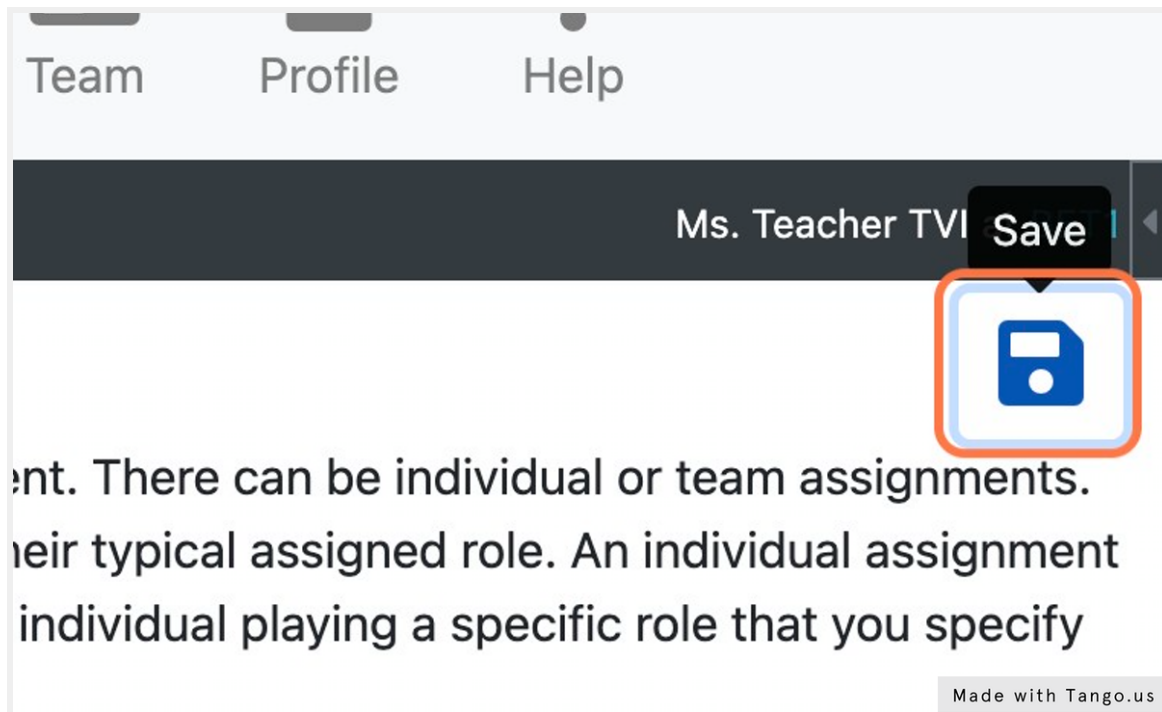 Team Profile Help
Ms. Teacher TVI
Save
ent. There can be individual or team assignments.
heir typical assigned role. An individual assignment
individual playing a specific role that you specify
Made with Tango.us